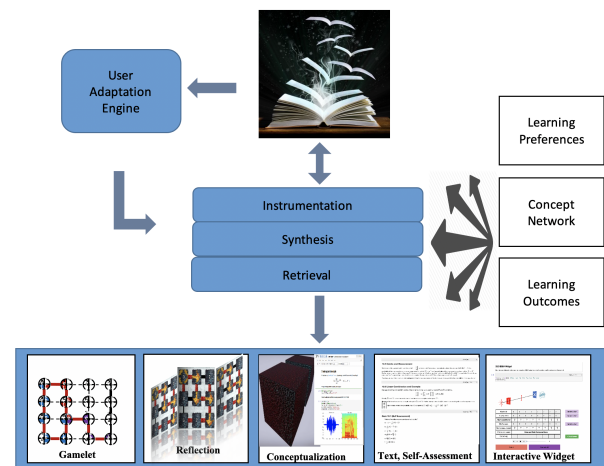 User
Adaptation
Engine
Learning
Preferences
Instrumentation
Concept
Network
Synthesis
Retrieval
Learning
Outcomes
Gamelet
Reflection
Conceptualization
Text, Self-Assessment
Interactive Widget